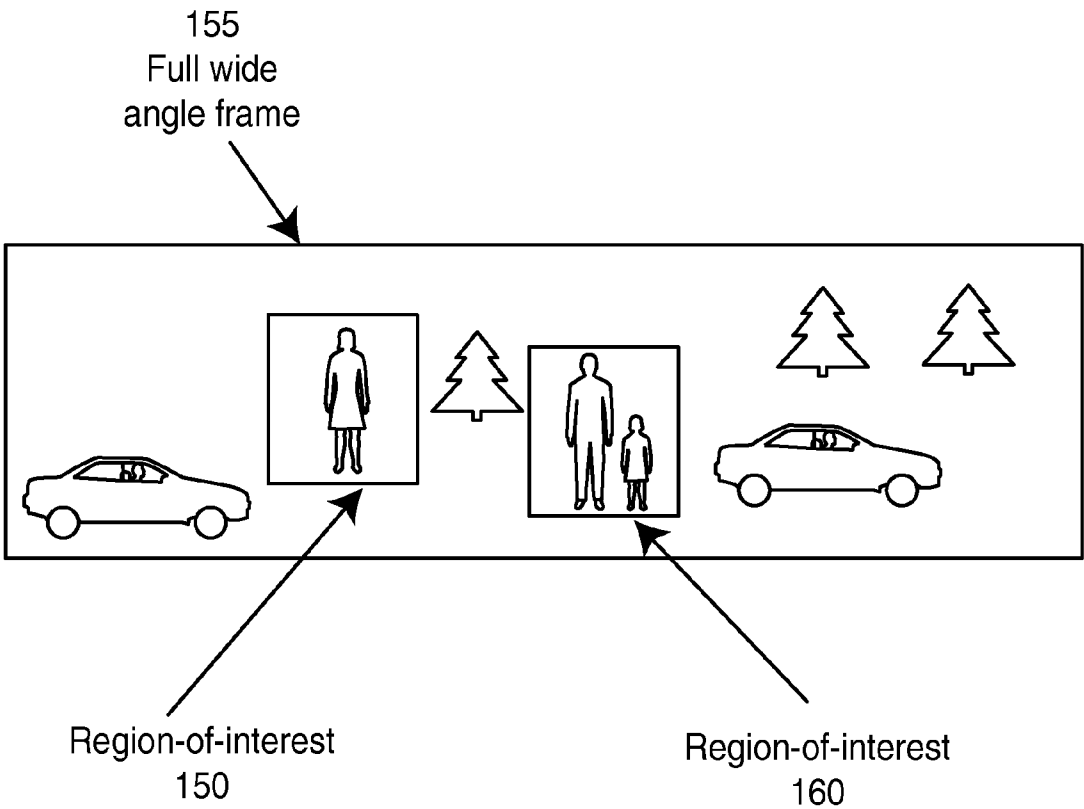 155
Full wide
angle frame
Region-of-interest
150
Region-of-interest
160